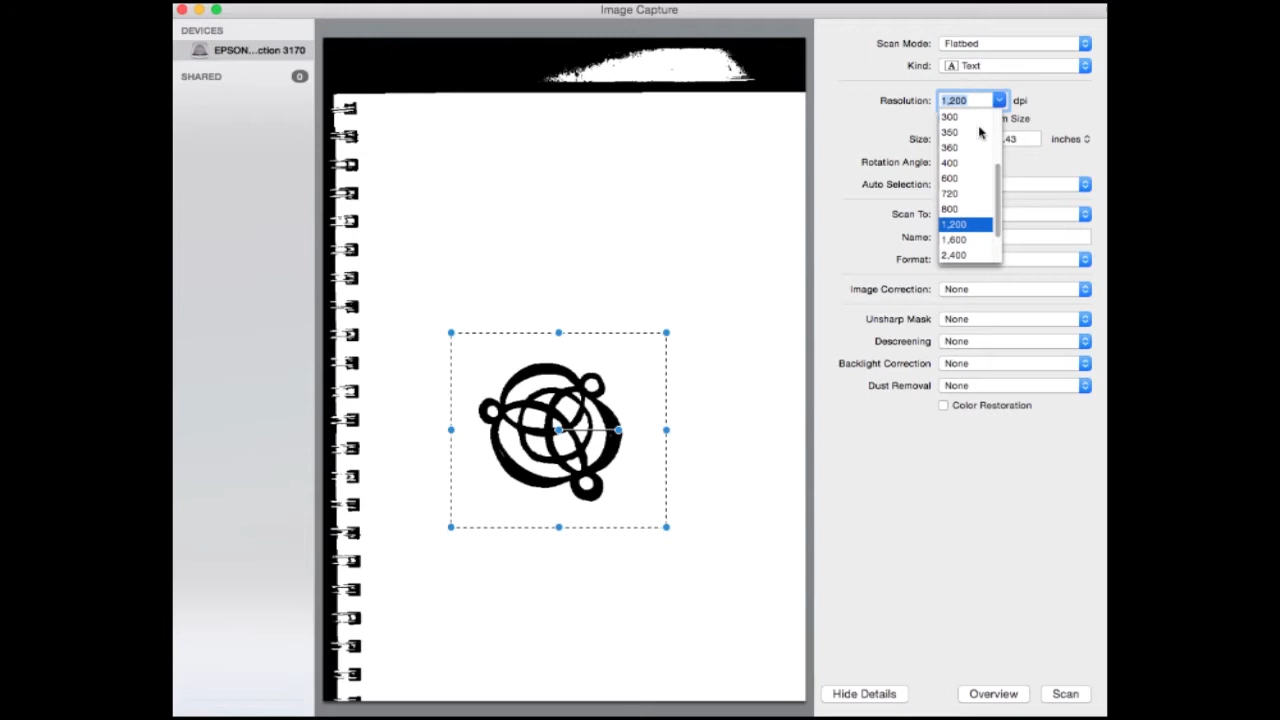 Image Capture
DEVICES
EPSON...ction 3170
SHARED 0
Scan Mode: Flatbed
Kind: A Text
Resolution: 1,200 dpi
300
350
360
400
600
720
800
1,200
1,600
2,400
m Size
Size: .43 inches
Rotation Angle:
Auto Selection:
Scan To:
Name:
Format:
Image Correction: None
Unsharp Mask None
Descreening None
Backlight Correction None
Dust Removal None
Color Restoration
Hide Details Overview Scan